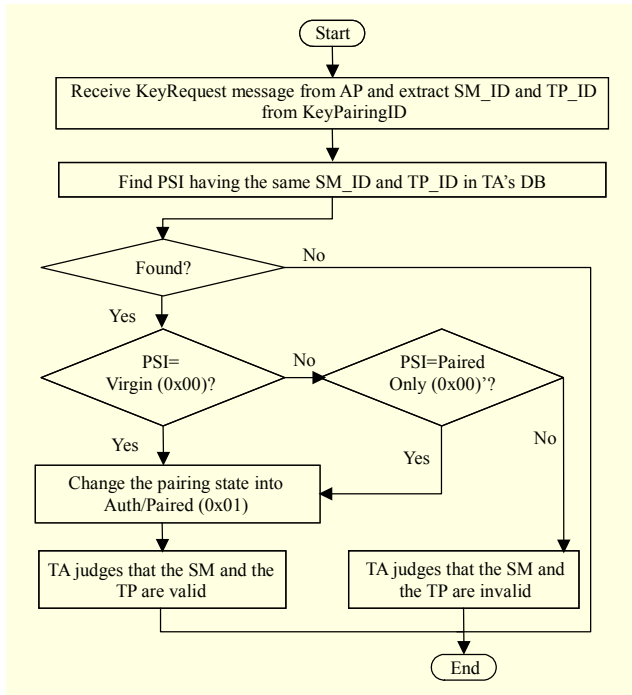 Start
Receive KeyRequest message from AP and extract SM_ID and TP_ID
from KeyPairingID
Find PSI having the same SM_ID and TP_ID in TA’s DB
Found?
No
Yes
PSI=
Virgin (0x00)?
No
PSI=Paired
Only (0x00)’?
Yes
Yes
No
Change the pairing state into
Auth/Paired (0x01)
TA judges that the SM and the
TP are valid
TA judges that the SM and
the TP are invalid
End